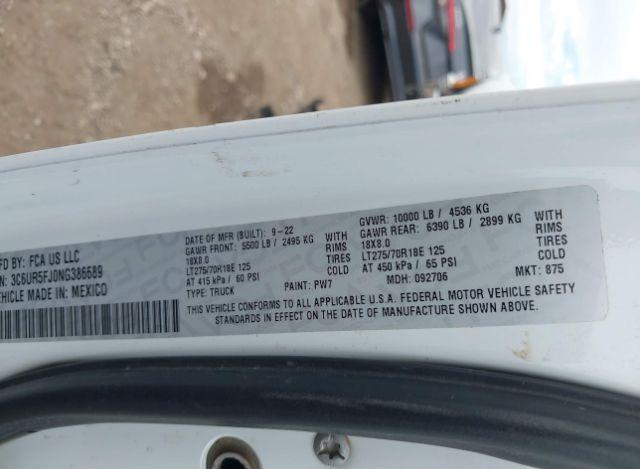 MFD BY: FCA US LLC
N: 3C6UR5FJ0NG386689
VEHICLE MADE IN: MEXICO
DATE OF MFR (BUILT): 9-22
GAWR FRONT: 5500 LB / 2495 KG WITH
18X8.0 RIMS
LT275/70R18E 125 TIRES
AT 415 kPa / 60 PSI COLD
TYPE: TRUCK PAINT: PW7
GVWR: 10000 LB / 4536 KG
GAWR REAR: 6390 LB / 2899 KG WITH
18X8.0 RIMS
LT275/70R18E 125 TIRES
AT 450 kPa / 65 PSI COLD
MDH: 092706 MKT: 875
THIS VEHICLE CONFORMS TO ALL APPLICABLE U.S.A. FEDERAL MOTOR VEHICLE SAFETY
STANDARDS IN EFFECT ON THE DATE OF MANUFACTURE SHOWN ABOVE.